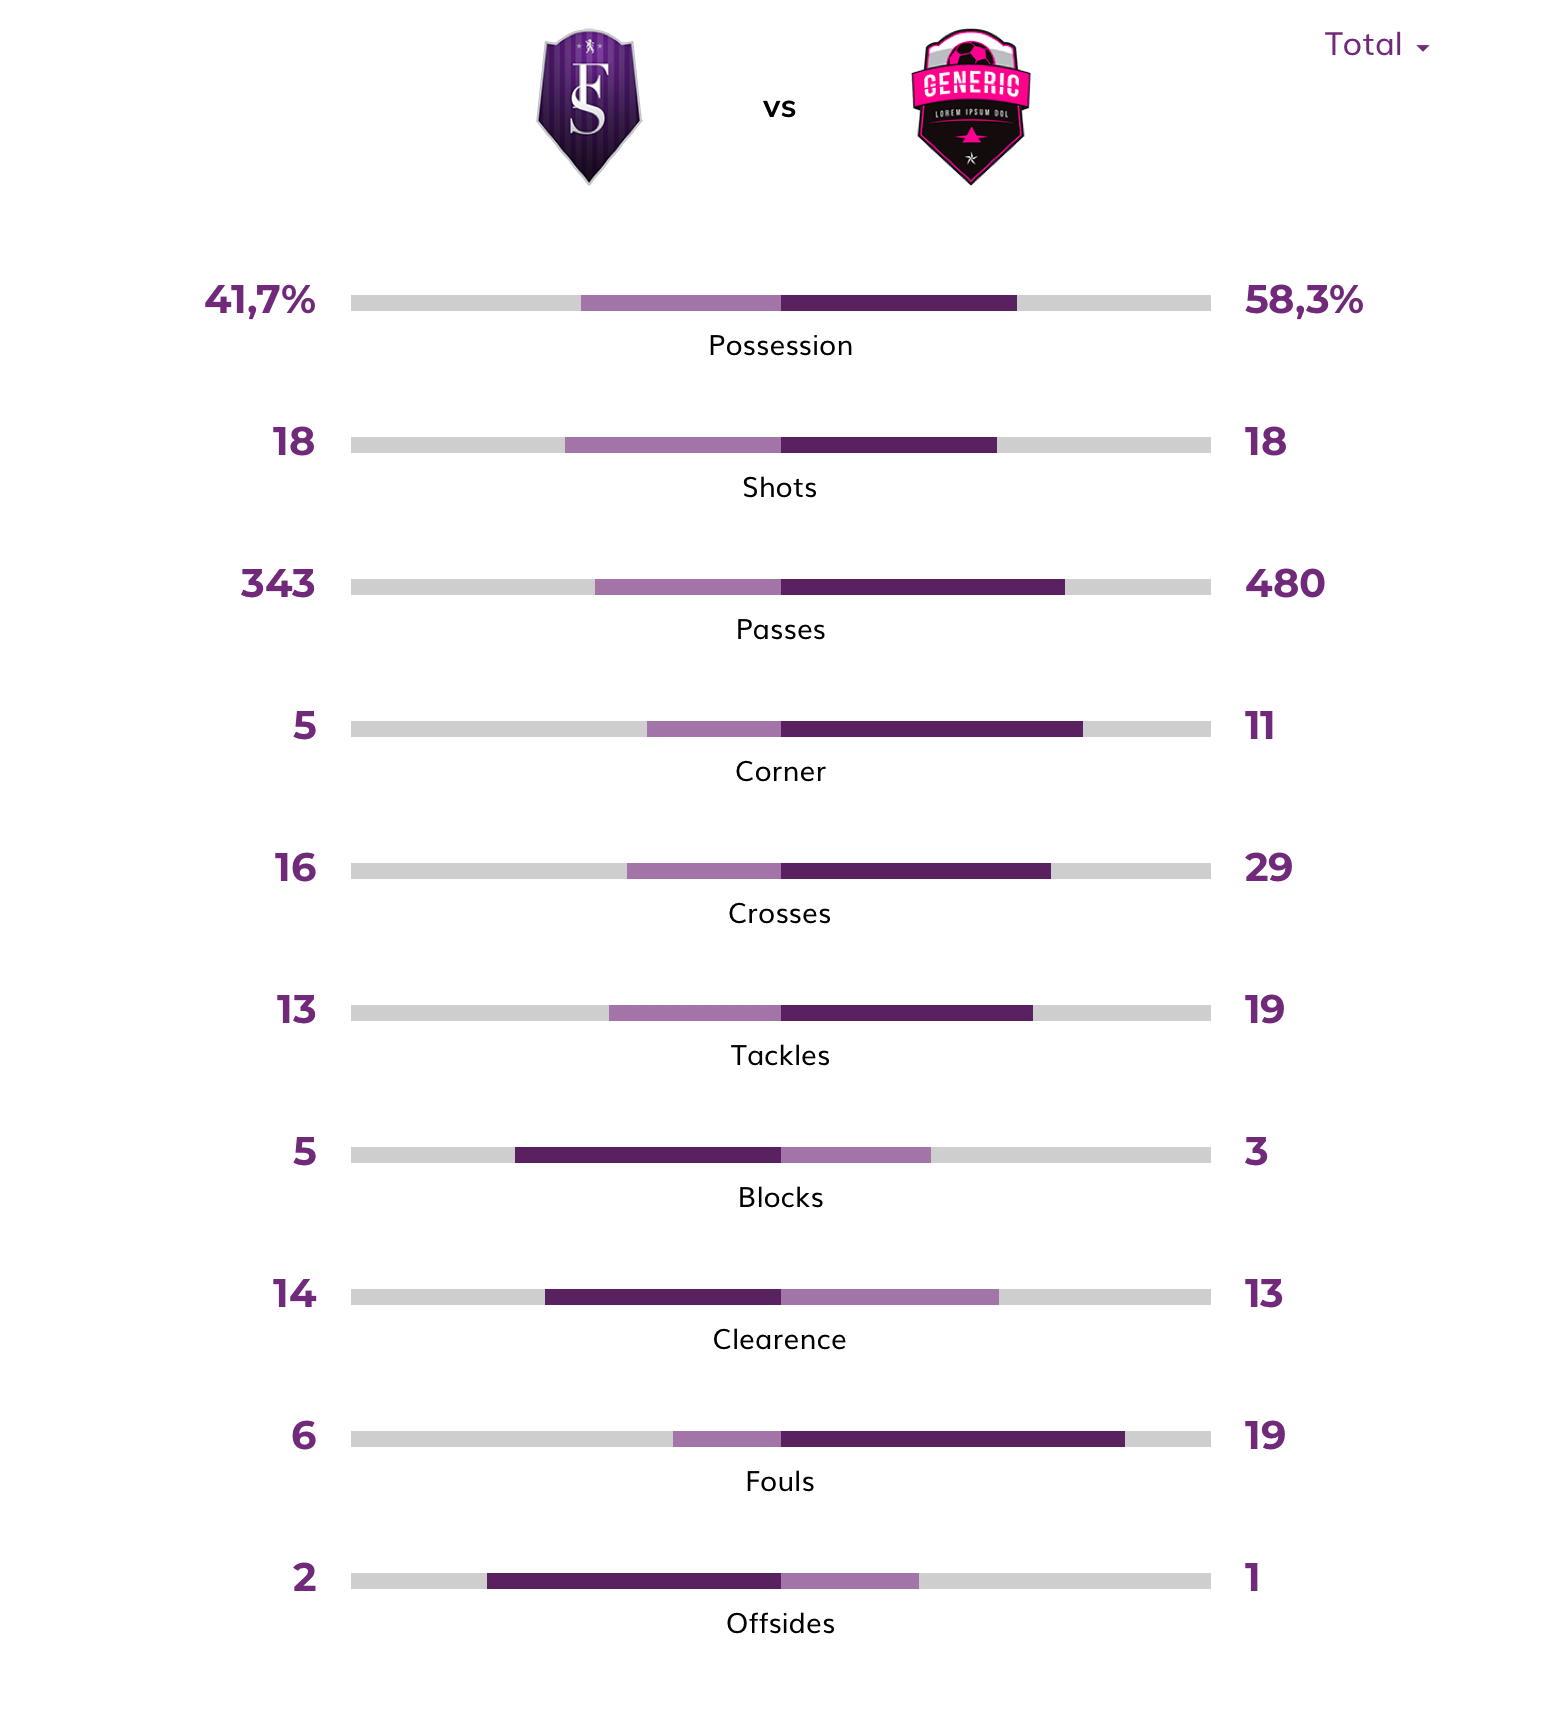 FS
vs
GENERIC
LOREM IPSUM DOL
Total
41,7% 58,3%
Possession
18 18
Shots
343 480
Passes
5 11
Corner
16 29
Crosses
13 19
Tackles
5 3
Blocks
14 13
Clearence
6 19
Fouls
2 1
Offsides